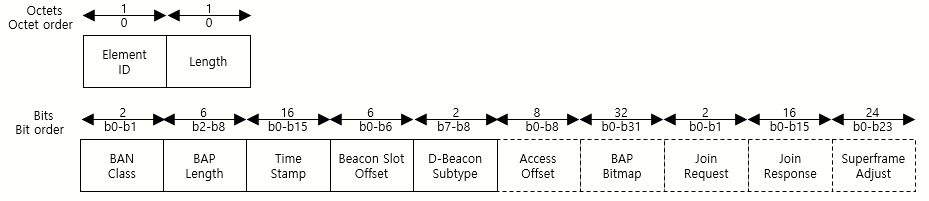 Octets 1 1
Octet order 0 0
Element ID Length
Bits 2 6 16 6 2 8 32 2 16 24
Bit order b0-b1 b2-b8 b0-b15 b0-b6 b7-b8 b0-b8 b0-b31 b0-b1 b0-b15 b0-b23
BAN BAP Time Beacon Slot D-Beacon Access BAP Join Join Superframe
Class Length Stamp Offset Subtype Offset Bitmap Request Response Adjust